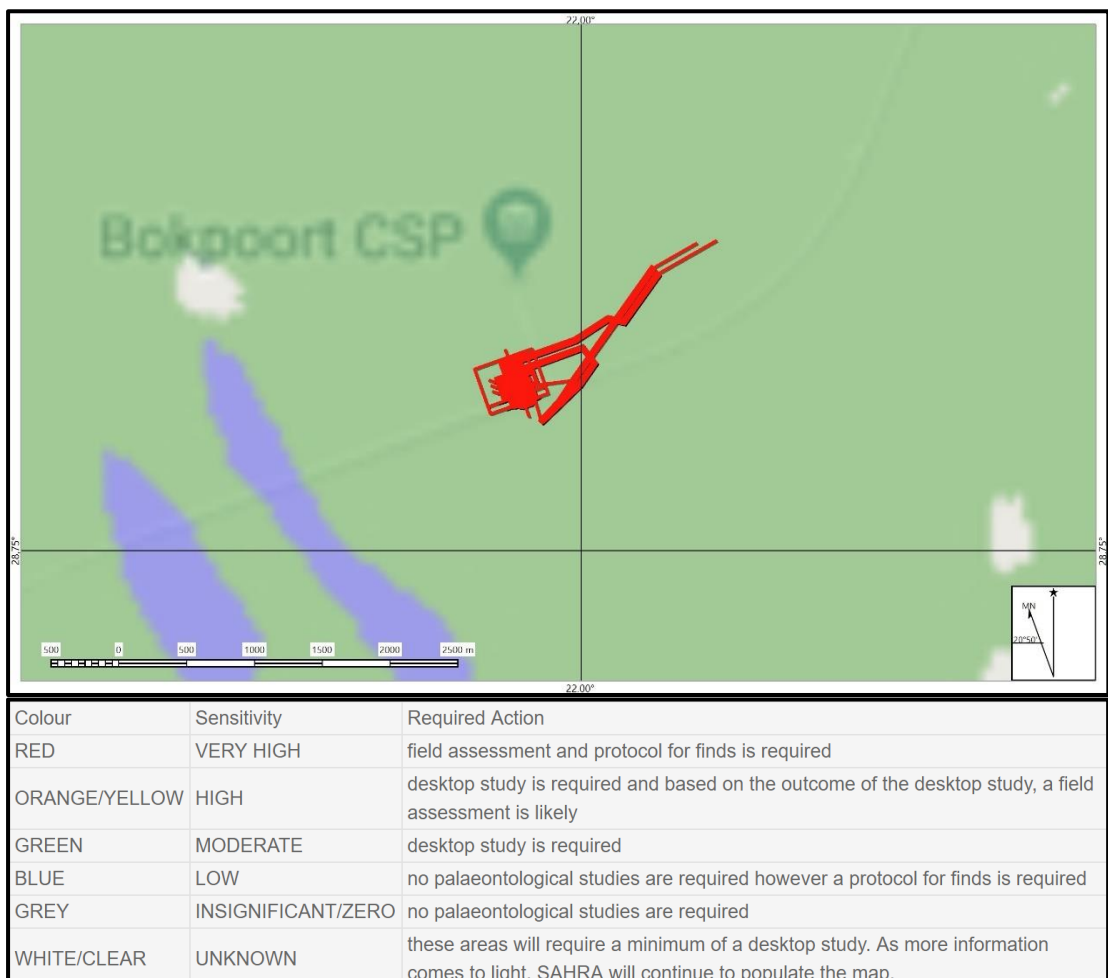 22.00°
Bokpoort CSP
28.75°
28.75°
MN
20°50'
500 0 500 1000 1500 2000 2500 m
22.00°
Colour Sensitivity Required Action
RED VERY HIGH field assessment and protocol for finds is required
ORANGE/YELLOW HIGH desktop study is required and based on the outcome of the desktop study, a field
assessment is likely
GREEN MODERATE desktop study is required
BLUE LOW no palaeontological studies are required however a protocol for finds is required
GREY INSIGNIFICANT/ZERO no palaeontological studies are required
WHITE/CLEAR UNKNOWN these areas will require a minimum of a desktop study. As more information
comes to light, SAHRA will continue to populate the map.